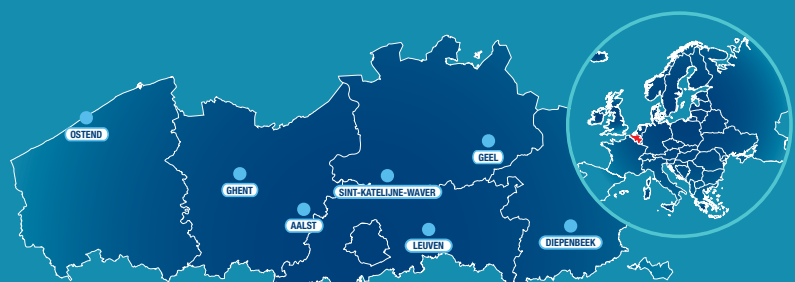 OSTEND
GEEL
GHENT
SINT-KATELIJNE-WAVER
AALST
LEUVEN
DIEPENBEEK